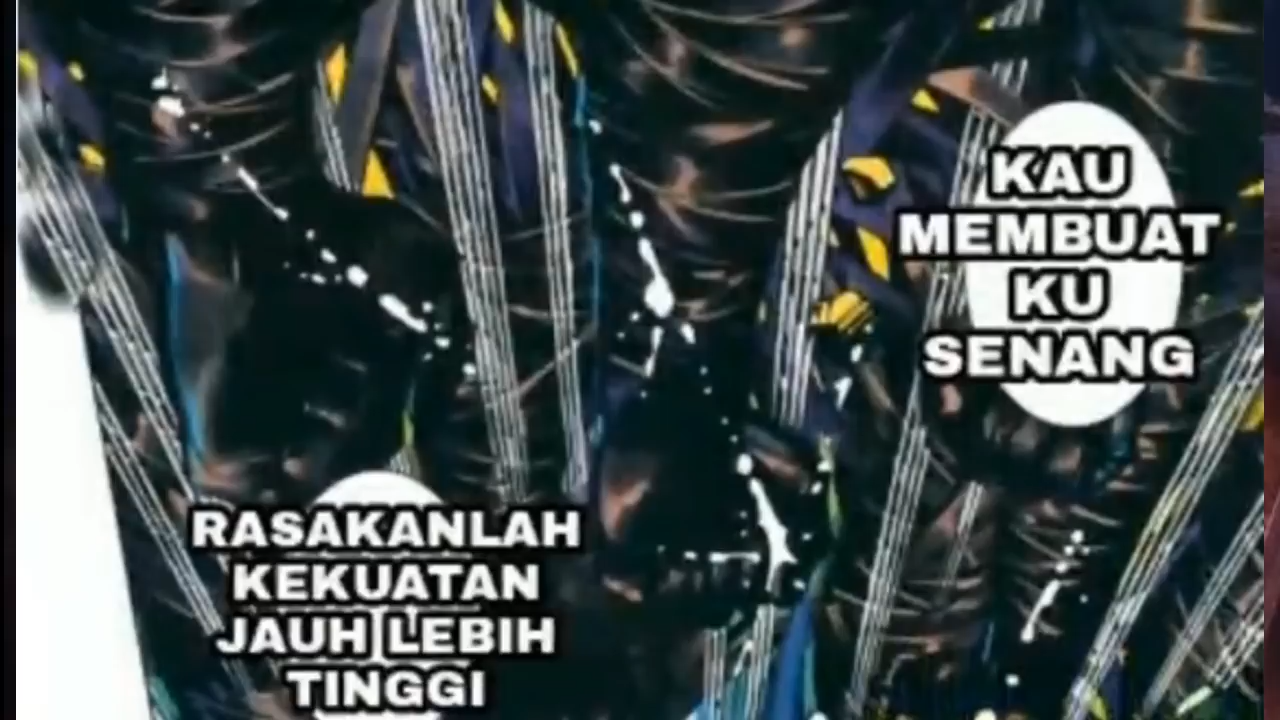 KAU
MEMBUAT
KU
SENANG
RASAKANLAH
KEKUATAN
JAUH LEBIH
TINGGI